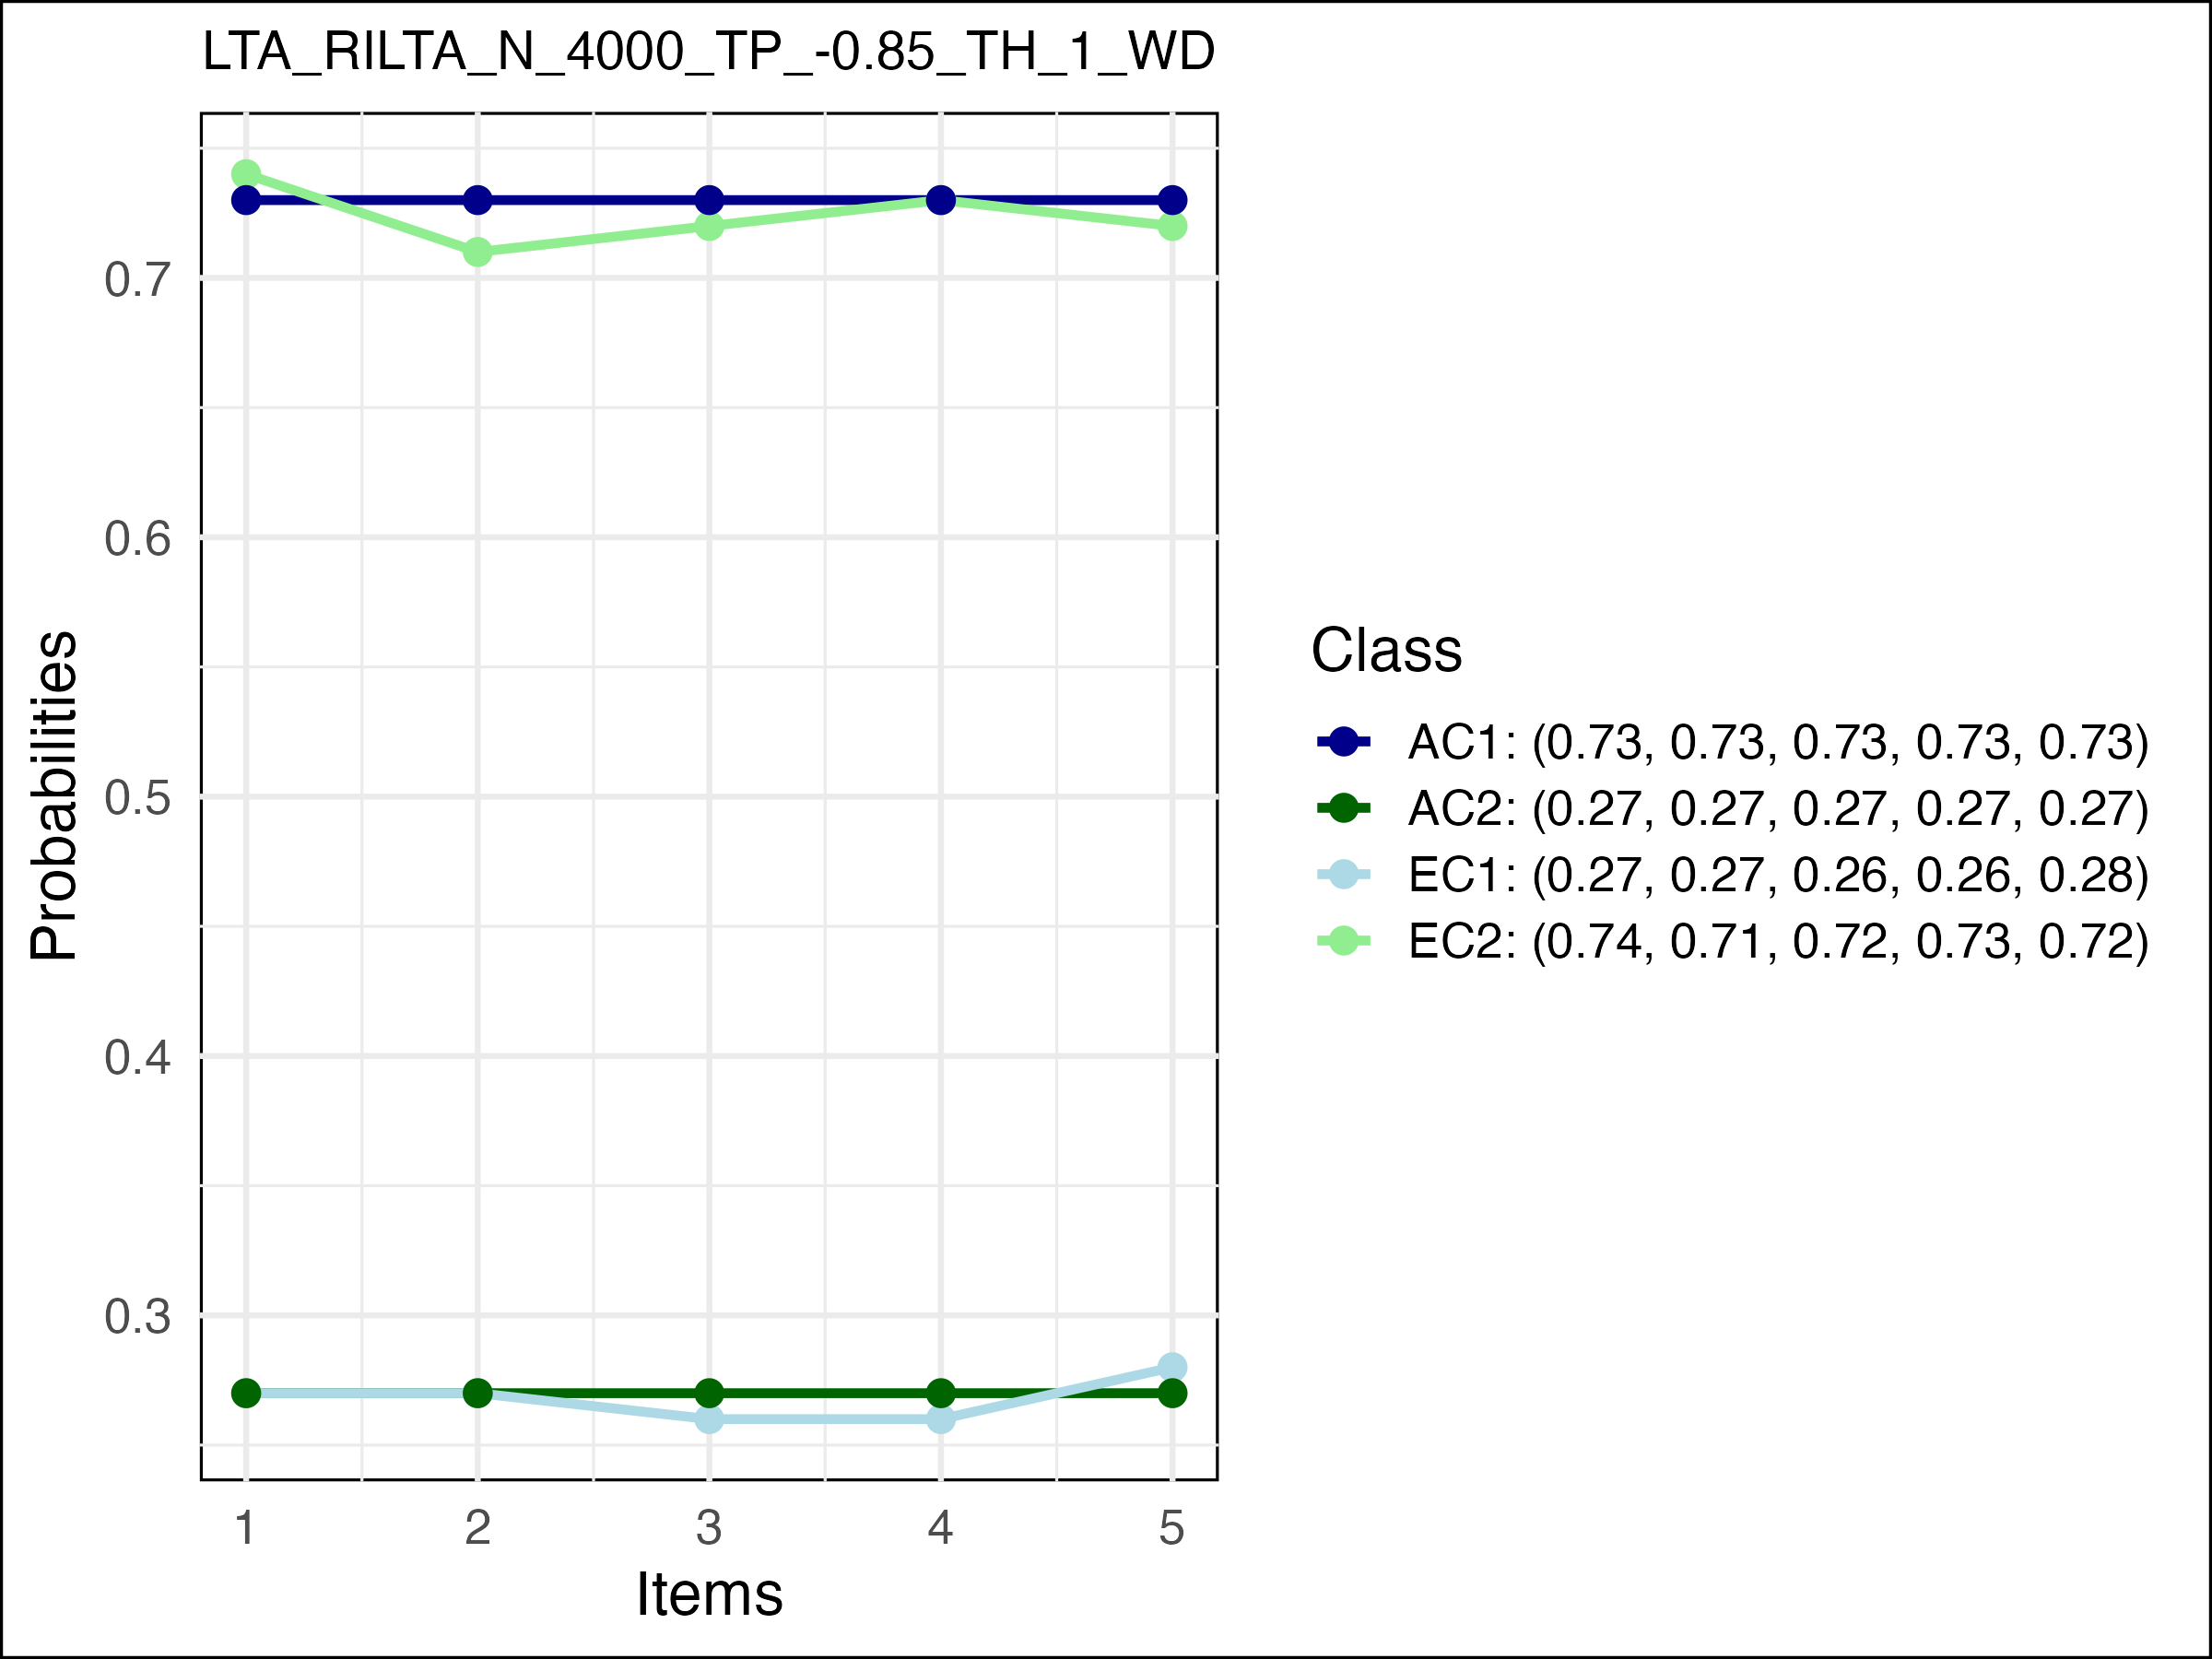 LTA_RILTA_N_4000_TP_-0.85_TH_1_WD
Probabilities
0.7
0.6
0.5
0.4
0.3
1 2 3 4 5
Items
Class
AC1: (0.73, 0.73, 0.73, 0.73, 0.73)
AC2: (0.27, 0.27, 0.27, 0.27, 0.27)
EC1: (0.27, 0.27, 0.26, 0.26, 0.28)
EC2: (0.74, 0.71, 0.72, 0.73, 0.72)